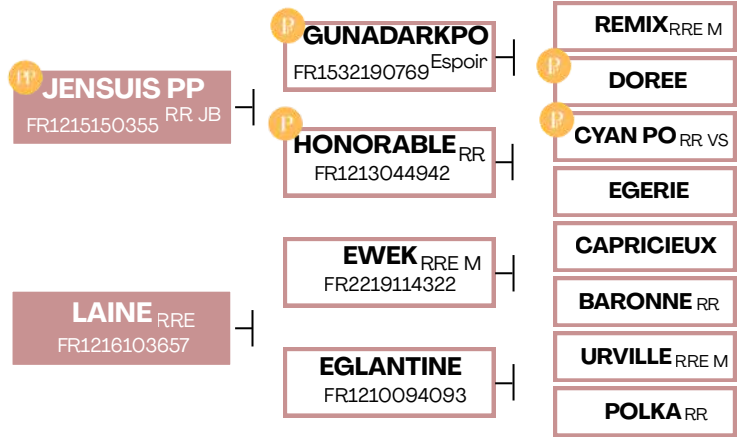 PP
JENSUIS PP
FR1215150355 RR JB
LAINE RRE
FR1216103657
P
GUNADARKPO
FR1532190769 Espoir
P
HONORABLE RR
FR1213044942
EWEK RRE M
FR2219114322
EGLANTINE
FR1210094093
REMIX RRE M
P
DOREE
P
CYAN PO RR VS
EGERIE
CAPRICIEUX
BARONNE RR
URVILLE RRE M
POLKA RR